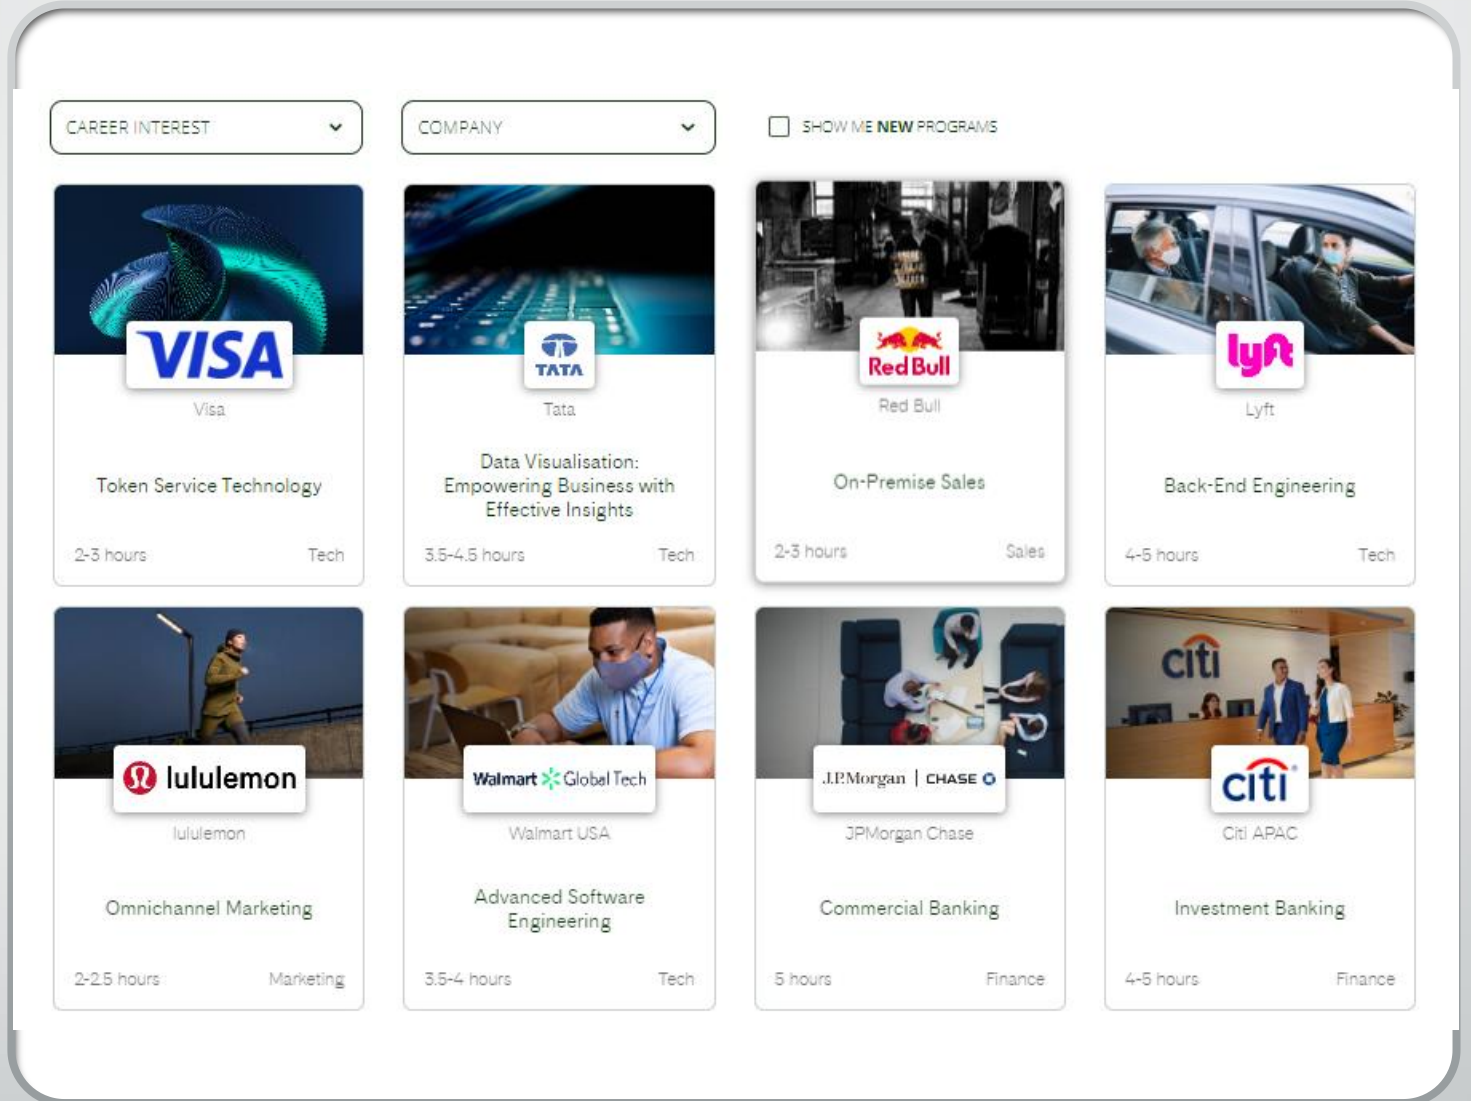 CAREER INTEREST
COMPANY
SHOW ME NEW PROGRAMS
VISA
Visa
Token Service Technology
2-3 hours
Tech
TATA
Tata
Data Visualisation:
Empowering Business with
Effective Insights
3.5-4.5 hours
Tech
Red Bull
Red Bull
On-Premise Sales
2-3 hours
Sales
lyft
Lyft
Back-End Engineering
4-5 hours
Tech
lululemon
lululemon
Omnichannel Marketing
2-2.5 hours
Marketing
Walmart Global Tech
Walmart USA
Advanced Software
Engineering
3.5-4 hours
Tech
J.P.Morgan | CHASE
JPMorgan Chase
Commercial Banking
5 hours
Finance
citi
citi
Citi APAC
Investment Banking
4-5 hours
Finance